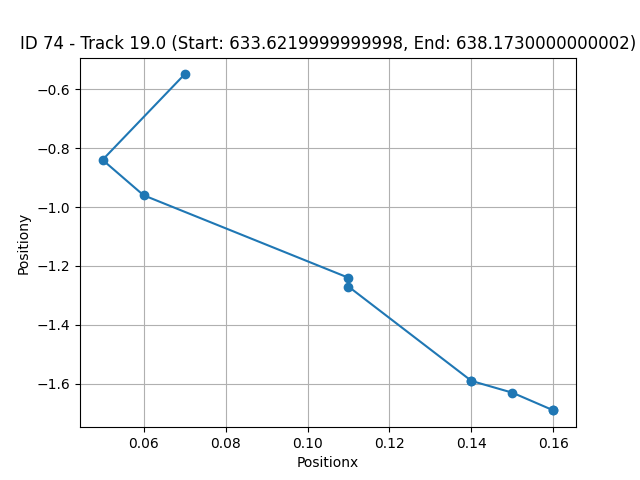 ID 74 - Track 19.0 (Start: 633.6219999999998, End: 638.1730000000002)
Positiony
−0.6
−0.8
−1.0
−1.2
−1.4
−1.6
0.06 0.08 0.10 0.12 0.14 0.16
Positionx